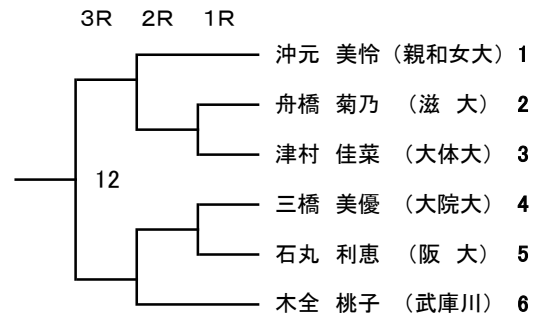 3R 2R 1R
沖元 美怜 (親和女大) 1
舟橋 菊乃 (滋 大) 2
津村 佳菜 (大体大) 3
12
三橋 美優 (大院大) 4
石丸 利恵 (阪 大) 5
木全 桃子 (武庫川) 6